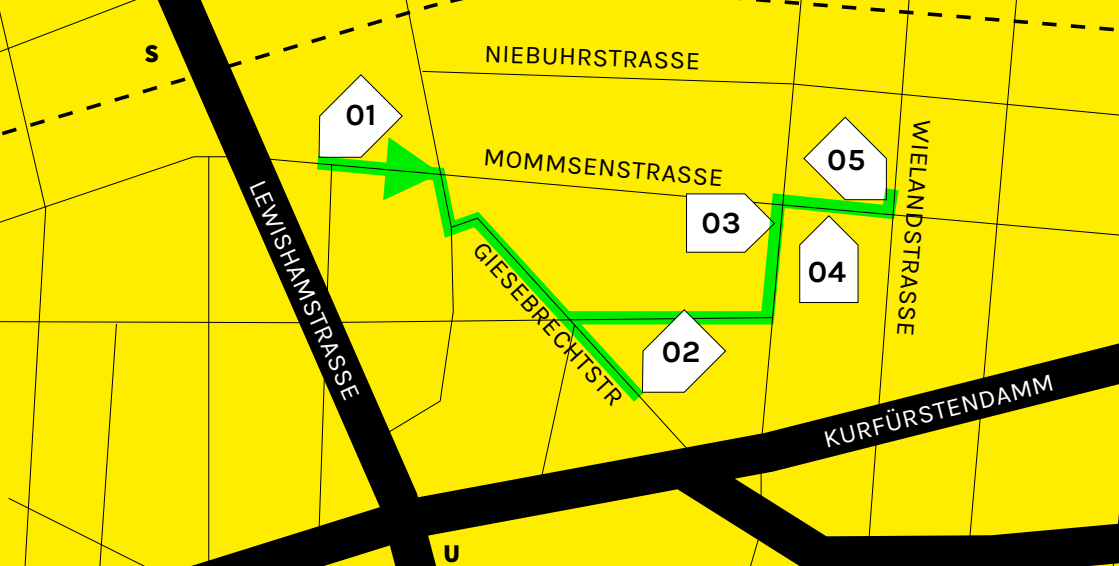 S
NIEBUHRSTRASSE
01
MOMMSENSTRASSE
05
WIELANDSTRASSE
03
04
LEWISHAMSTRASSE
GIESEBRECHTSTR
02
KURFÜRSTENDAMM
U